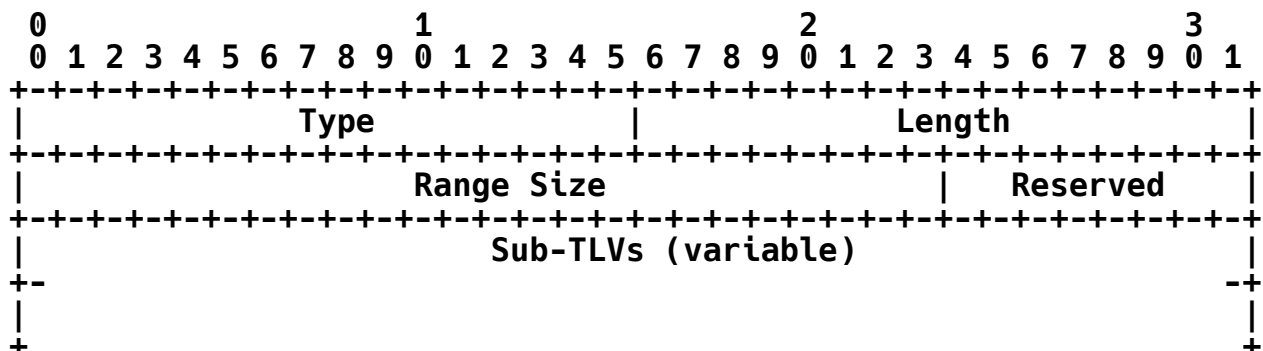 0                   1                   2                   3
 0 1 2 3 4 5 6 7 8 9 0 1 2 3 4 5 6 7 8 9 0 1 2 3 4 5 6 7 8 9 0 1
+-+-+-+-+-+-+-+-+-+-+-+-+-+-+-+-+-+-+-+-+-+-+-+-+-+-+-+-+-+-+-+-+
|              Type             |             Length            |
+-+-+-+-+-+-+-+-+-+-+-+-+-+-+-+-+-+-+-+-+-+-+-+-+-+-+-+-+-+-+-+-+
|                    Range Size                 |   Reserved    |
+-+-+-+-+-+-+-+-+-+-+-+-+-+-+-+-+-+-+-+-+-+-+-+-+-+-+-+-+-+-+-+-+
|                        Sub-TLVs (variable)                    |
+-                                                             -+
|                                                               |
+                                                               +